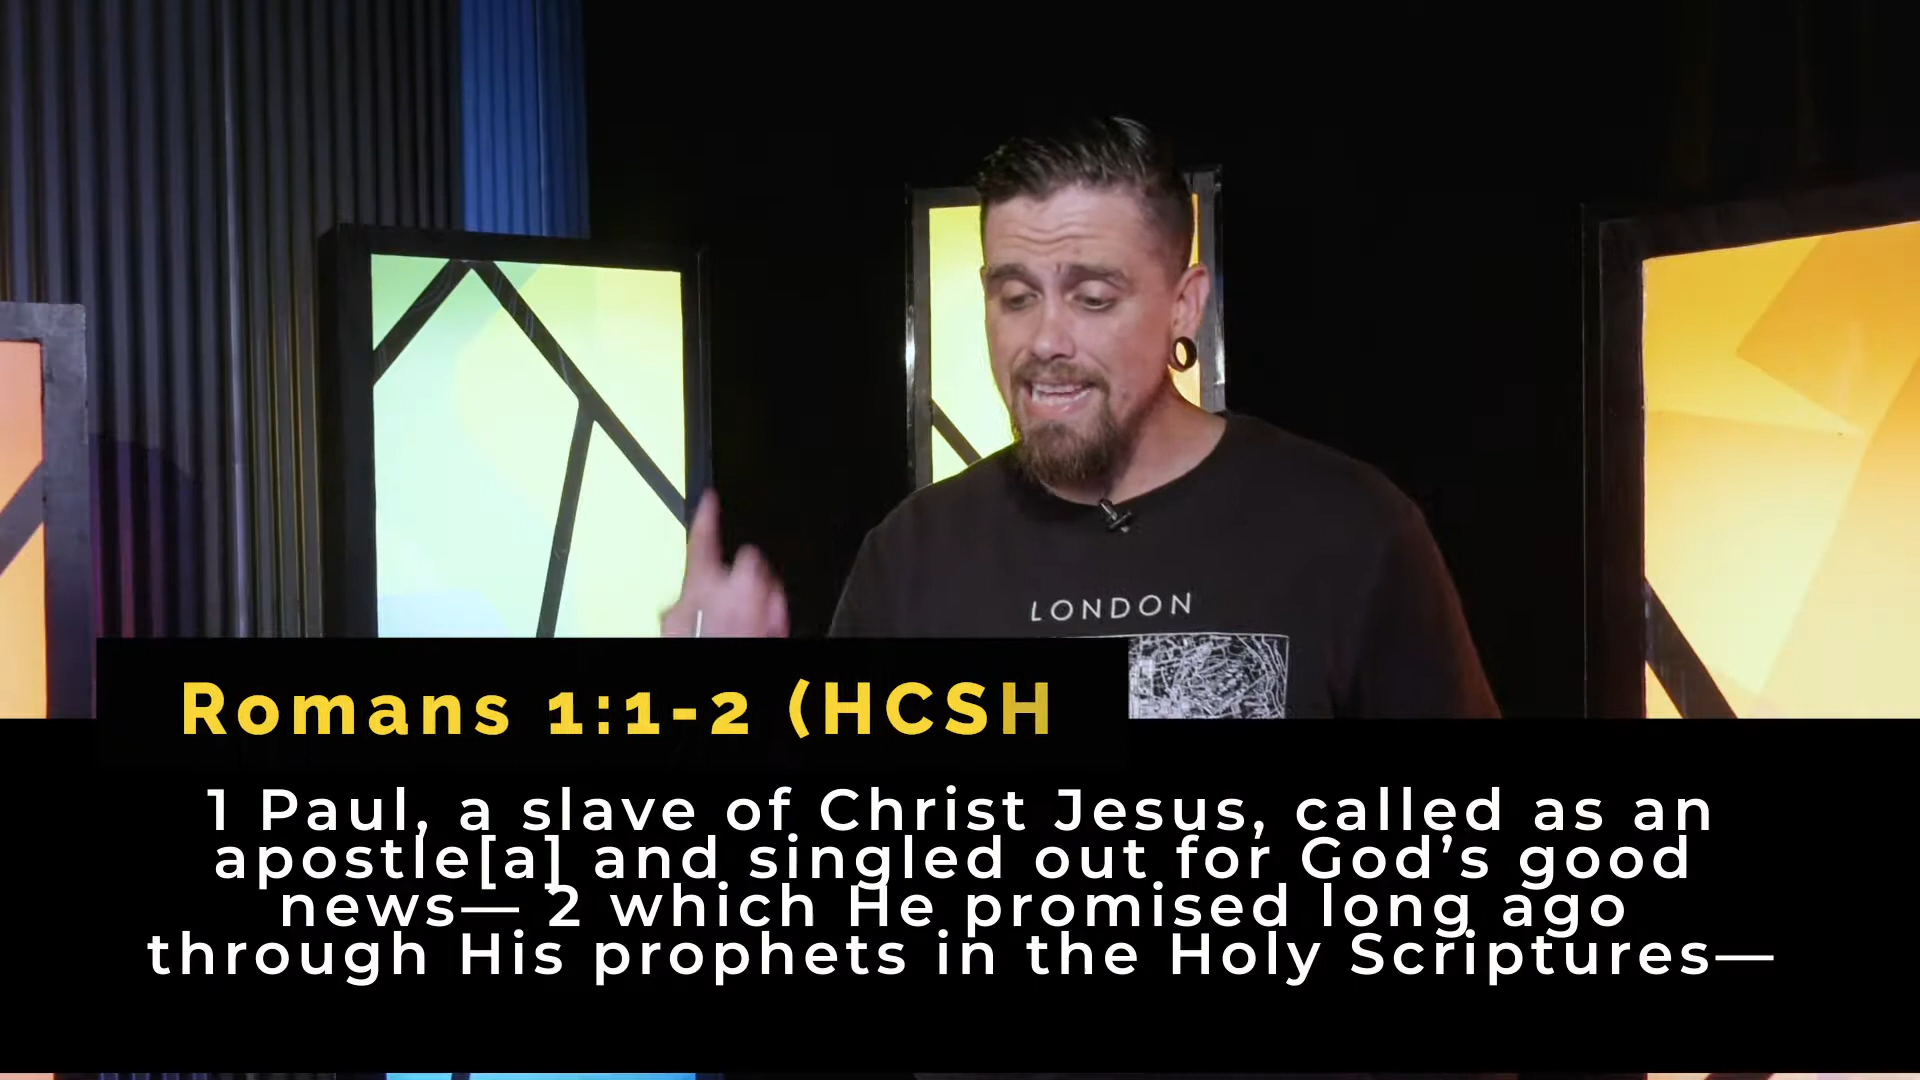 LONDON
Romans 1:1-2 (HCSH
1 Paul, a slave of Christ Jesus, called as an
apostle[a] and singled out for God’s good
news— 2 which He promised long ago
through His prophets in the Holy Scriptures—